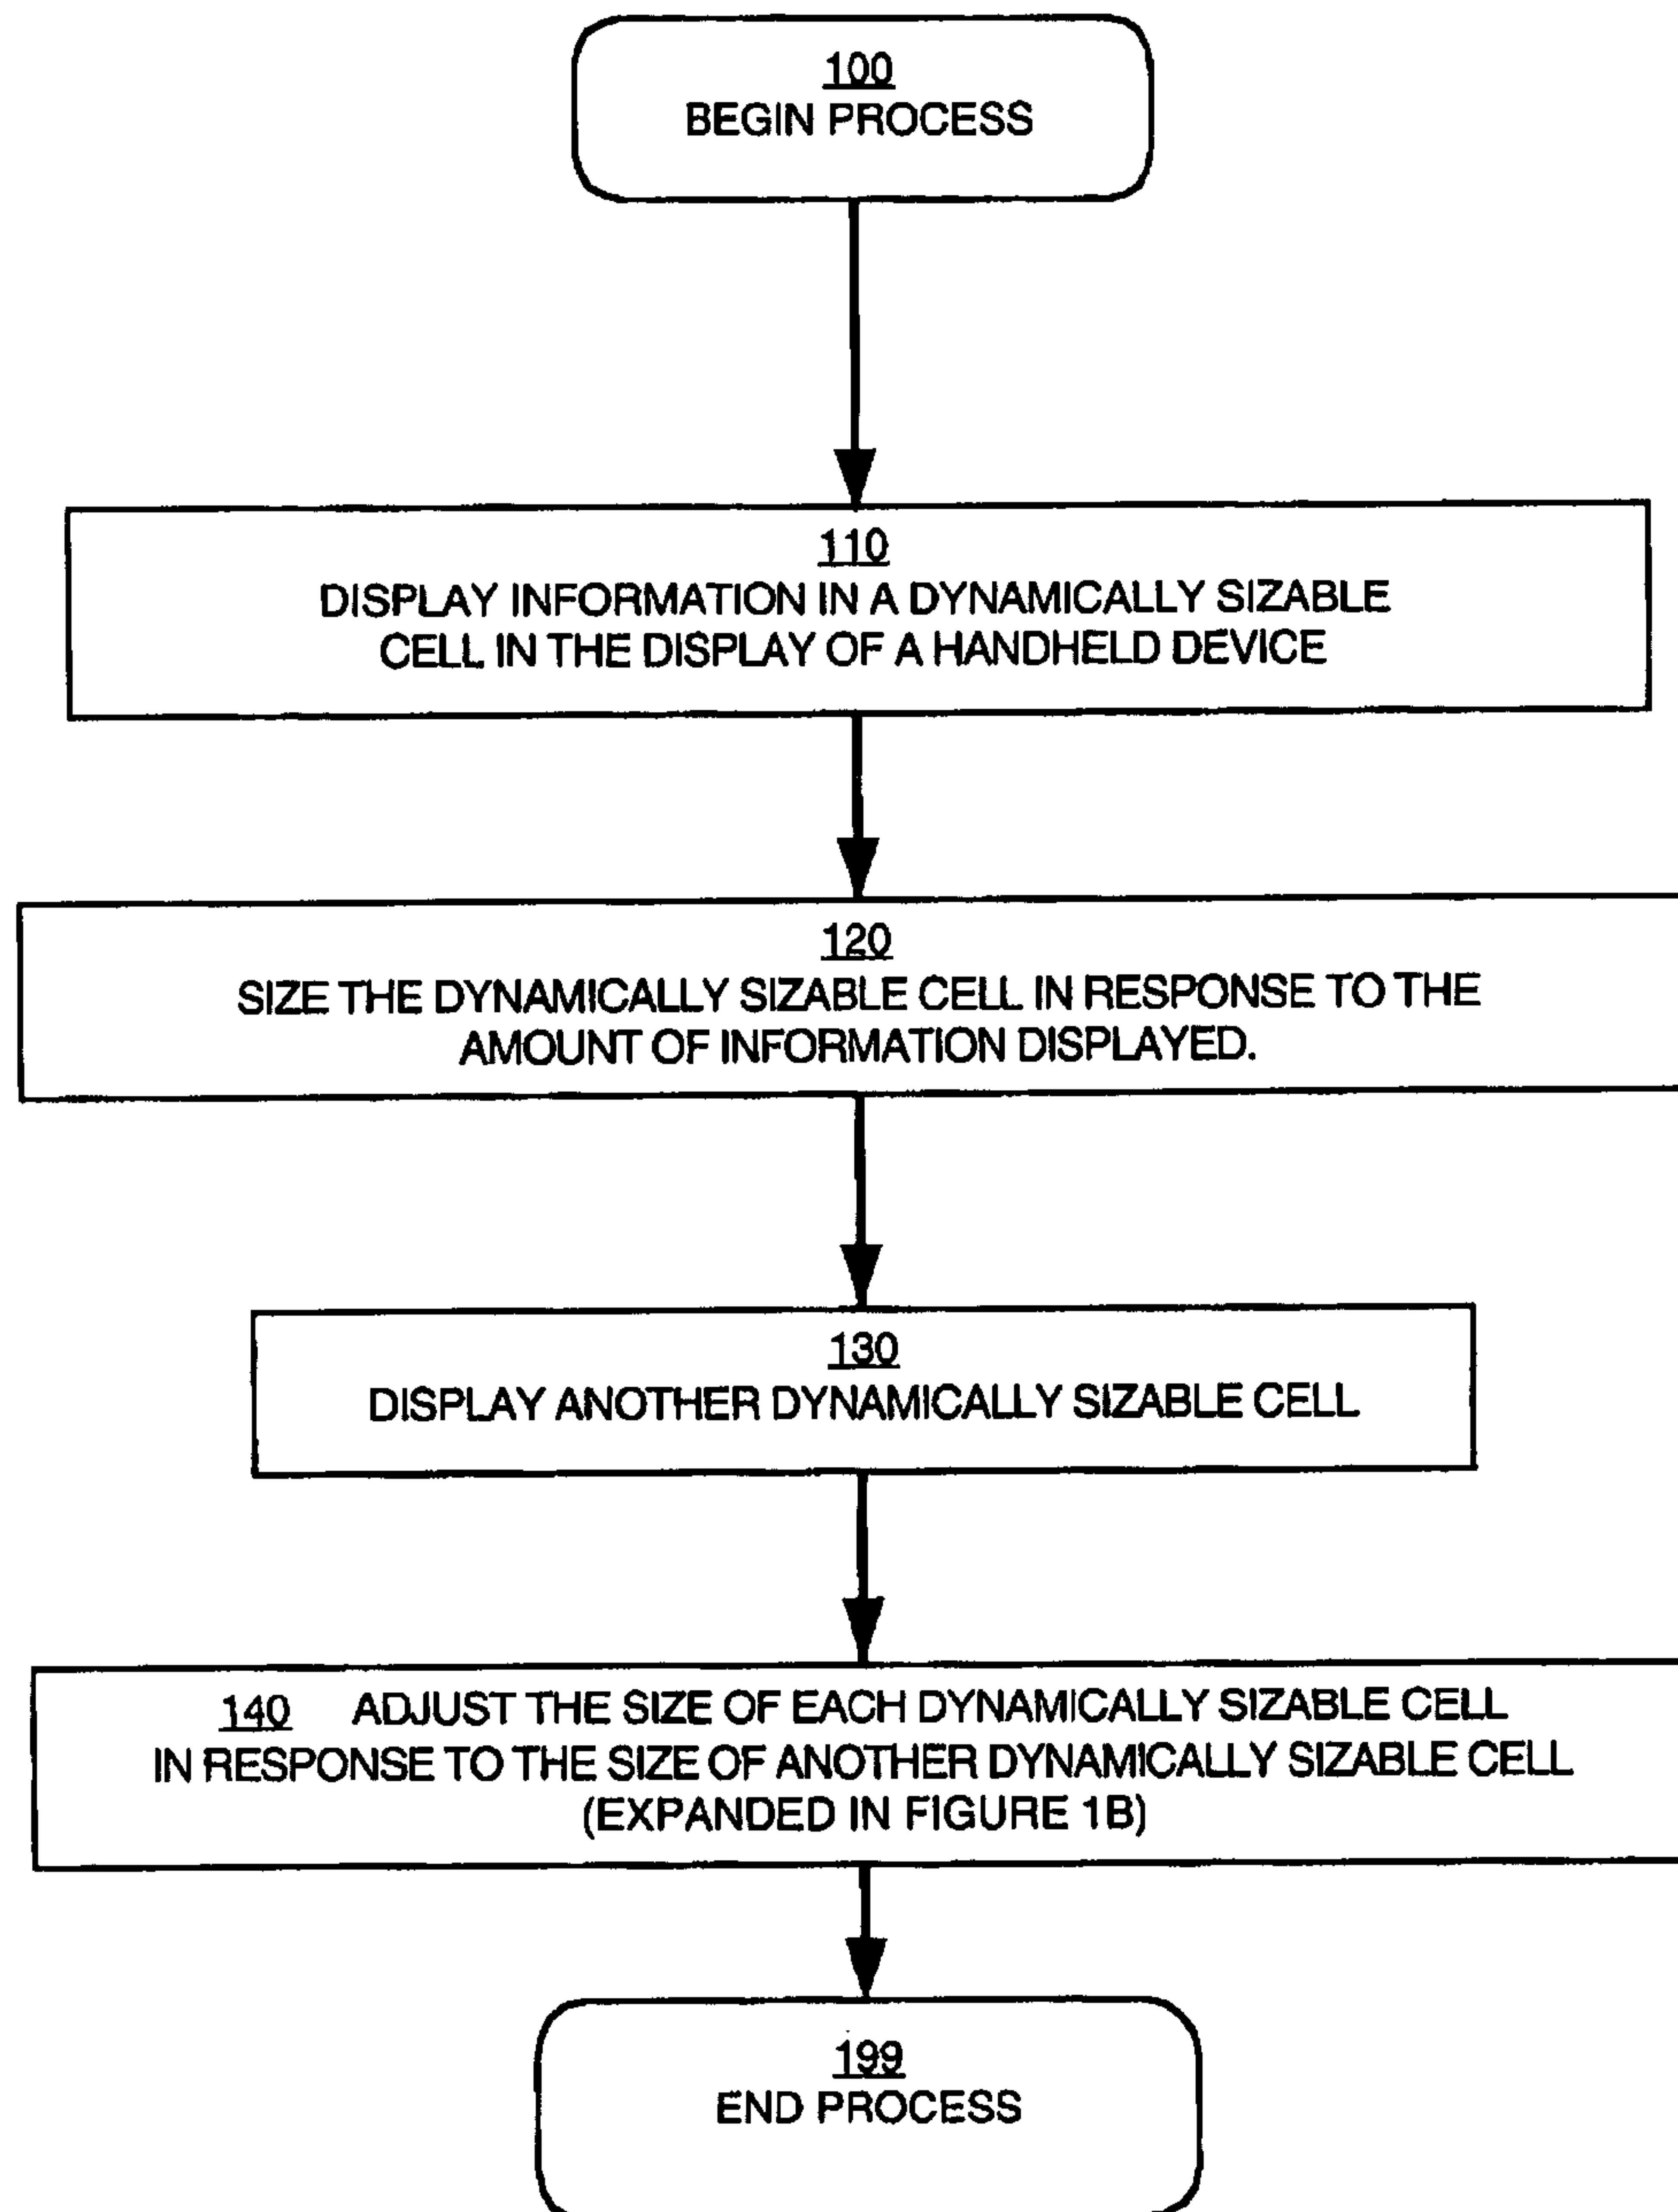 100
BEGIN PROCESS
110
DISPLAY INFORMATION IN A DYNAMICALLY SIZABLE
CELL IN THE DISPLAY OF A HANDHELD DEVICE
120
SIZE THE DYNAMICALLY SIZABLE CELL IN RESPONSE TO THE
AMOUNT OF INFORMATION DISPLAYED.
130
DISPLAY ANOTHER DYNAMICALLY SIZABLE CELL
140 ADJUST THE SIZE OF EACH DYNAMICALLY SIZABLE CELL
IN RESPONSE TO THE SIZE OF ANOTHER DYNAMICALLY SIZABLE CELL
(EXPANDED IN FIGURE 1B)
199
END PROCESS